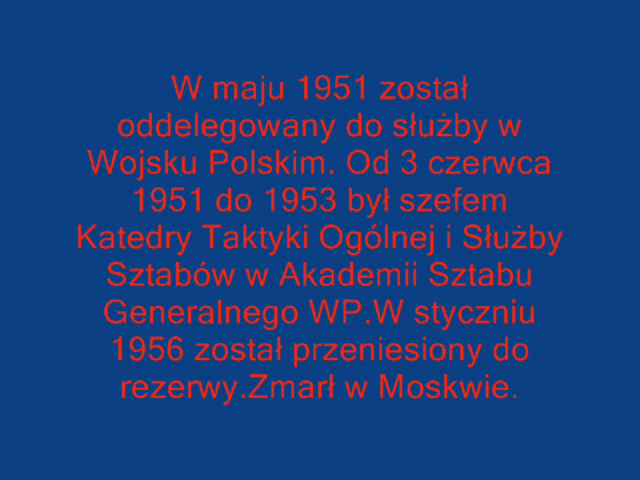 W maju 1951 został
oddelegowany do służby w
Wojsku Polskim. Od 3 czerwca
1951 do 1953 był szefem
Katedry Taktyki Ogólnej i Służby
Sztabów w Akademii Sztabu
Generalnego WP.W styczniu
1956 został przeniesiony do
rezerwy.Zmarł w Moskwie.